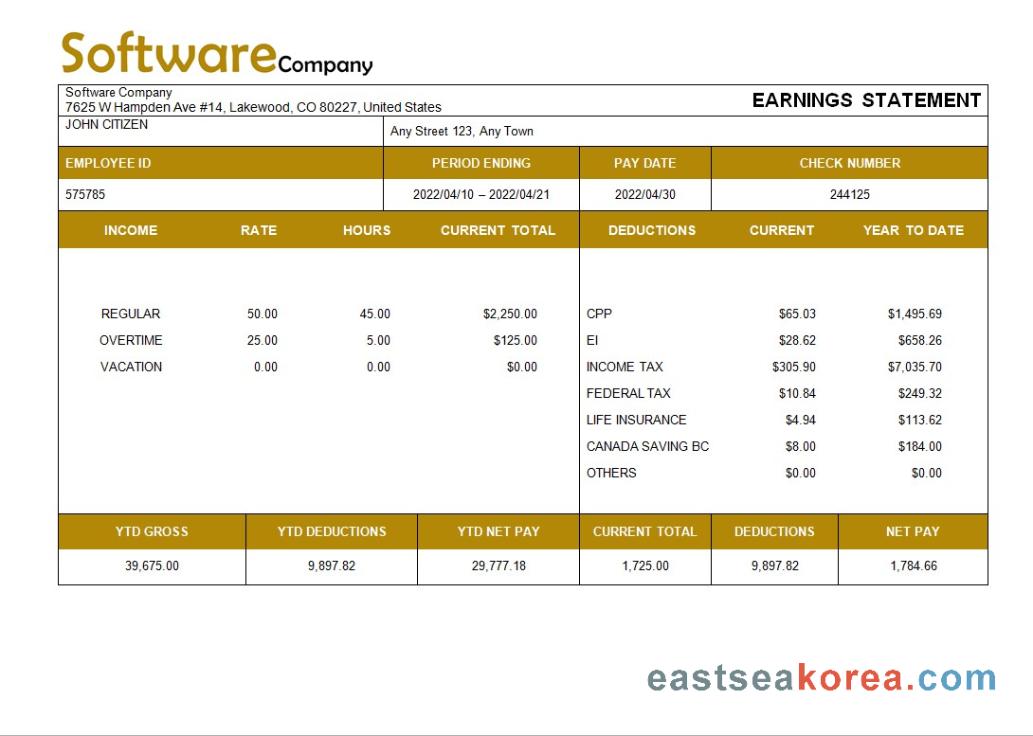 Software Company
Software Company
7625 W Hampden Ave #14, Lakewood, CO 80227, United States
EARNINGS STATEMENT
JOHN CITIZEN
Any Street 123, Any Town
EMPLOYEE ID PERIOD ENDING PAY DATE CHECK NUMBER
575785 2022/04/10 – 2022/04/21 2022/04/30 244125
INCOME RATE HOURS CURRENT TOTAL DEDUCTIONS CURRENT YEAR TO DATE
REGULAR 50.00 45.00 $2,250.00 CPP $65.03 $1,495.69
OVERTIME 25.00 5.00 $125.00 EI $28.62 $658.26
VACATION 0.00 0.00 $0.00 INCOME TAX $305.90 $7,035.70
FEDERAL TAX $10.84 $249.32
LIFE INSURANCE $4.94 $113.62
CANADA SAVING BC $8.00 $184.00
OTHERS $0.00 $0.00
YTD GROSS YTD DEDUCTIONS YTD NET PAY CURRENT TOTAL DEDUCTIONS NET PAY
39,675.00 9,897.82 29,777.18 1,725.00 9,897.82 1,784.66
eastseakorea.com